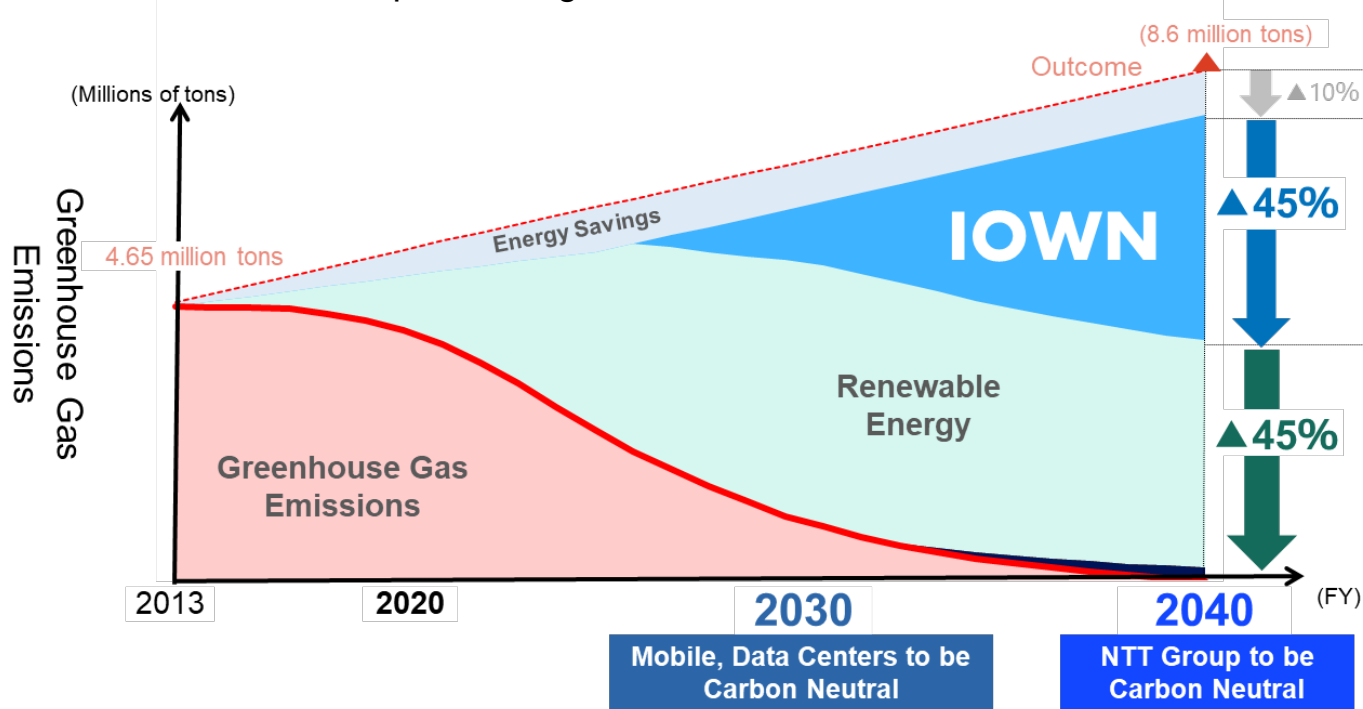 (8.6 million tons)
Outcome
(Millions of tons)
▲10%
Greenhouse Gas
Emissions
Energy Savings
IOWN
▲45%
4.65 million tons
Renewable
Energy
▲45%
Greenhouse Gas
Emissions
2013
2020
2030
2040
(FY)
Mobile, Data Centers to be
Carbon Neutral
NTT Group to be
Carbon Neutral